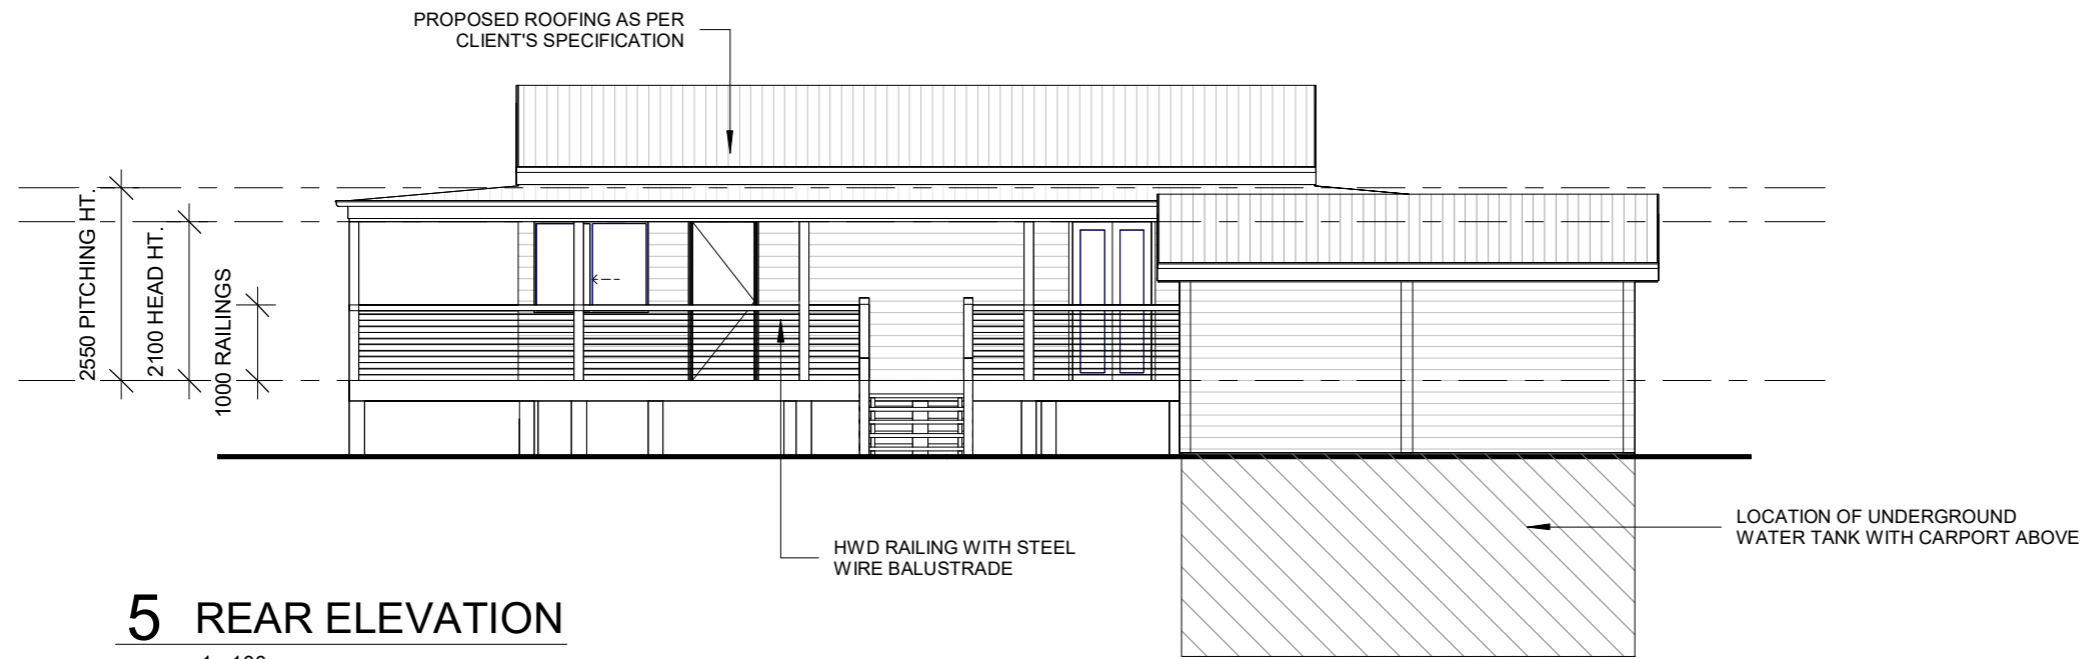 PROPOSED ROOFING AS PER
CLIENT'S SPECIFICATION
2550 PITCHING HT.
2100 HEAD HT.
1000 RAILINGS
HWD RAILING WITH STEEL
WIRE BALUSTRADE
LOCATION OF UNDERGROUND
WATER TANK WITH CARPORT ABOVE
5 REAR ELEVATION